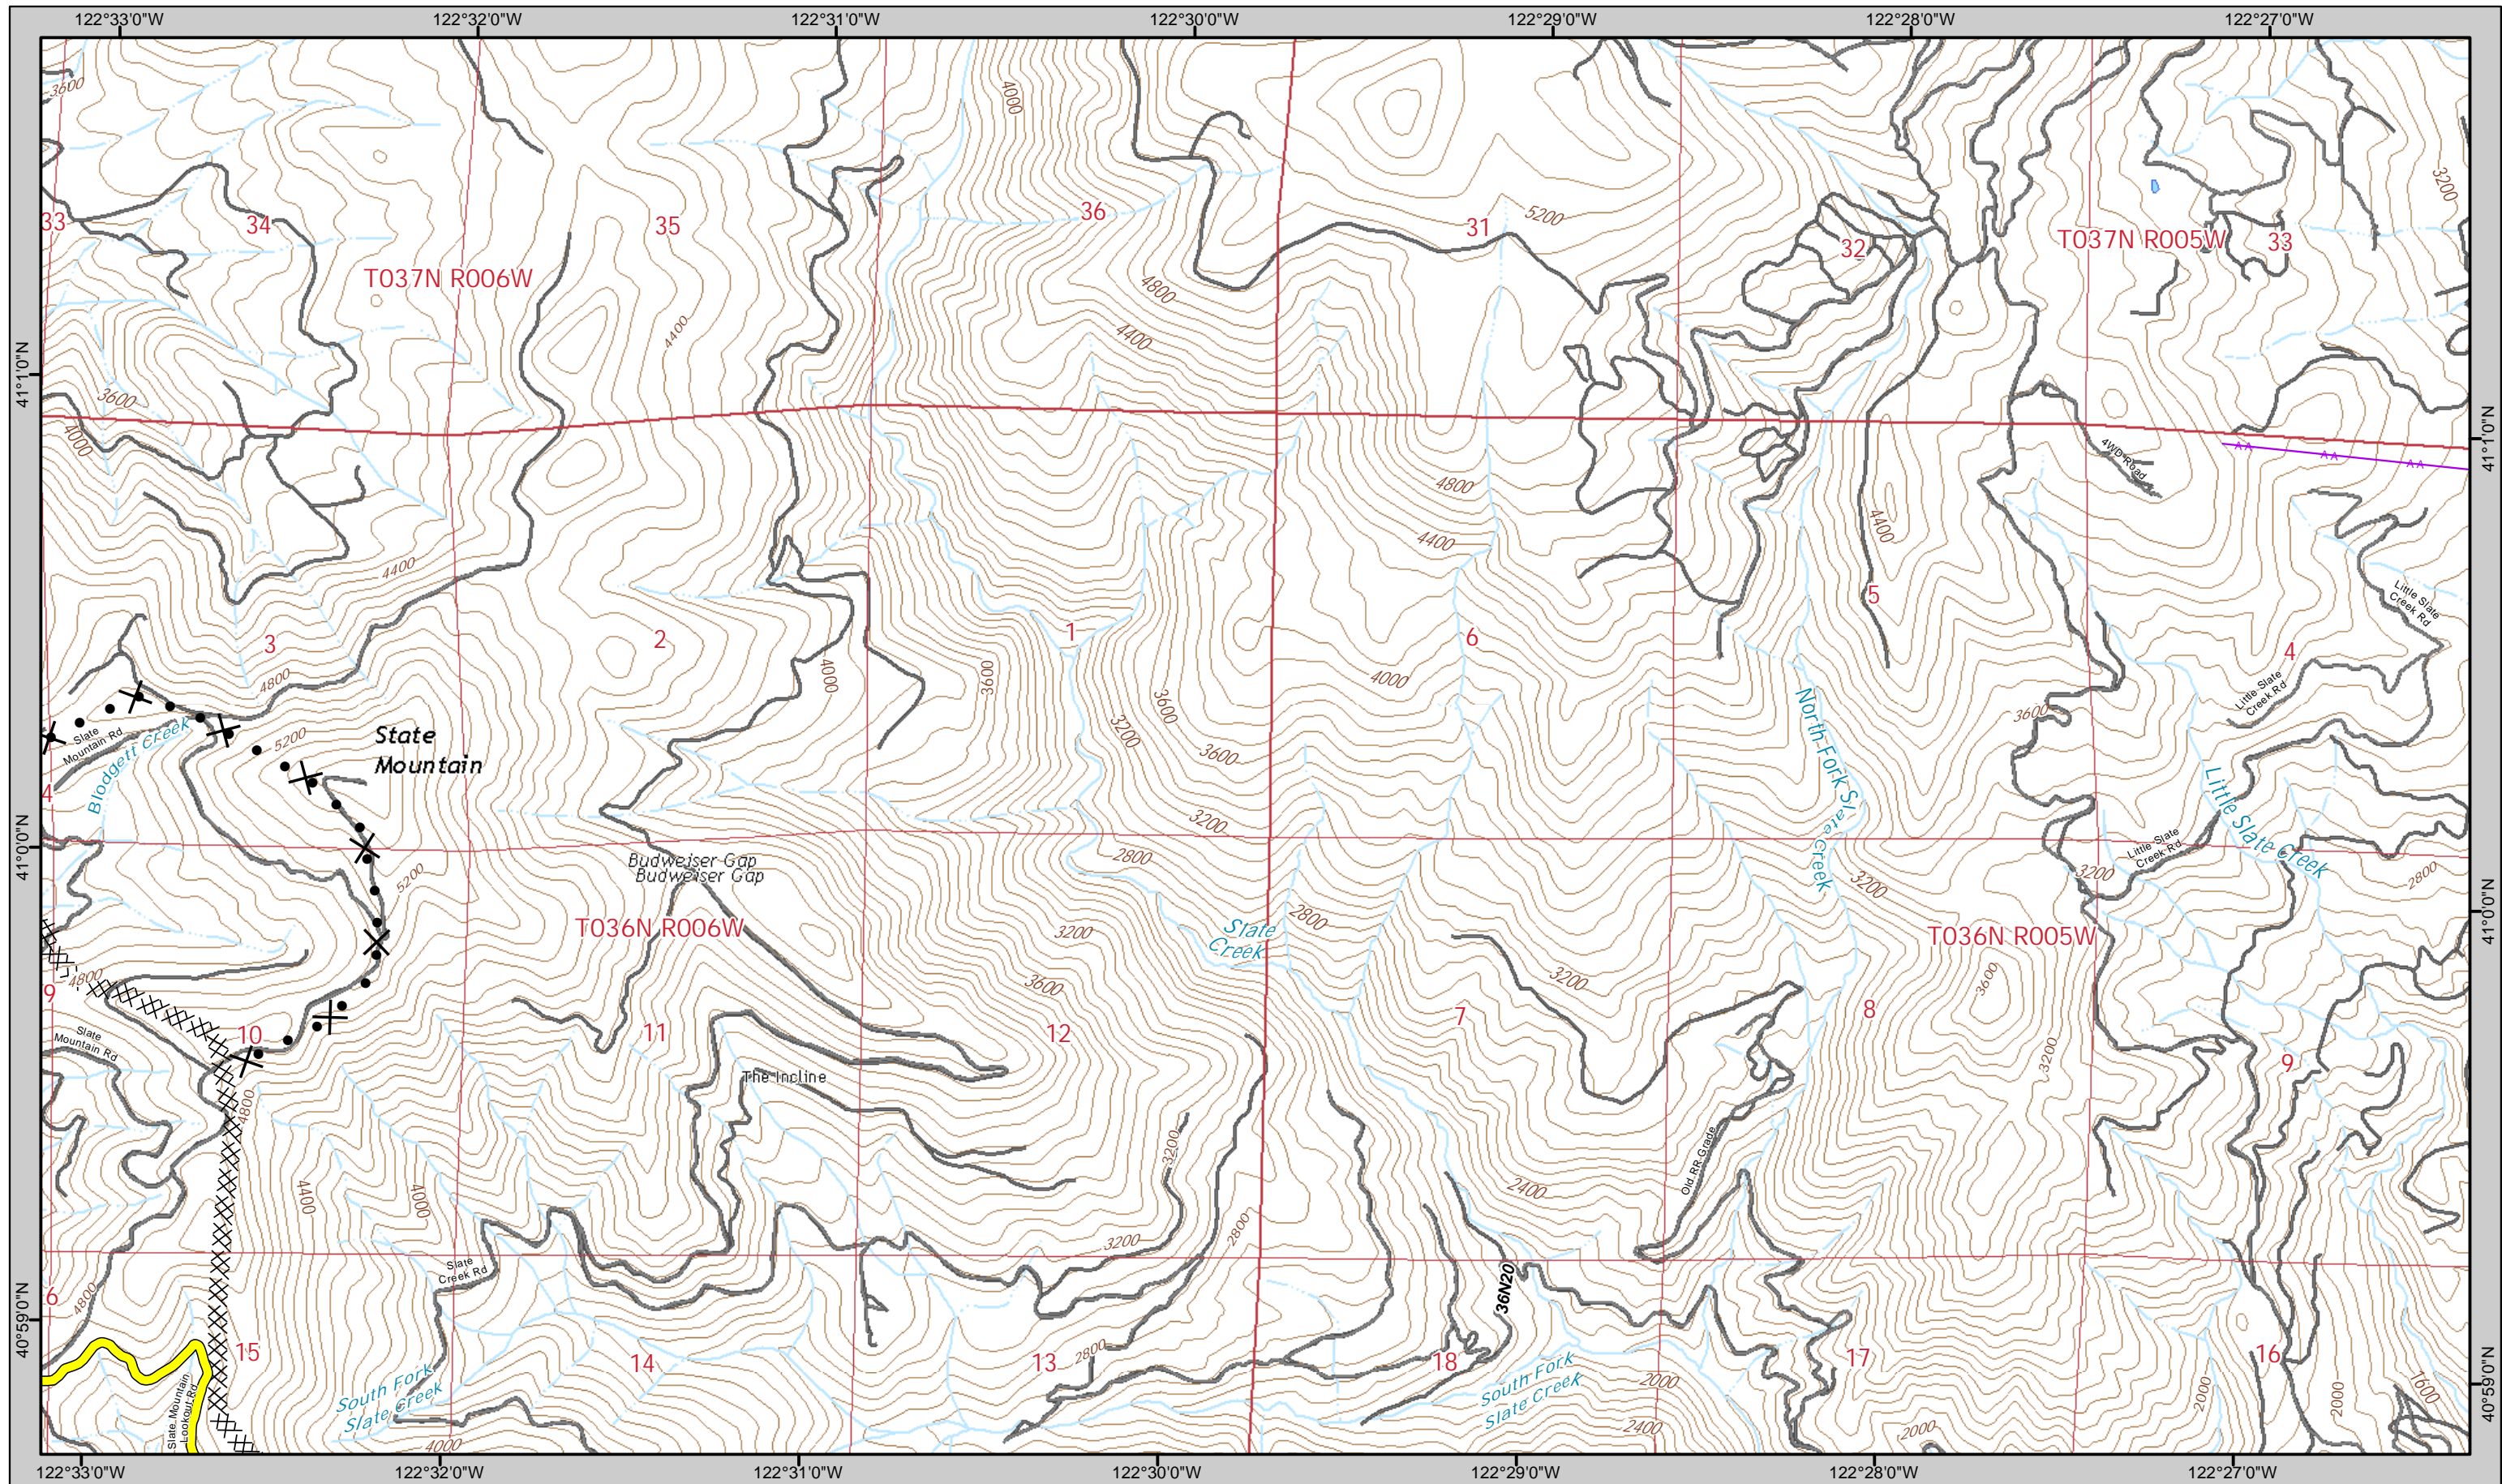 122°33'0"W
122°32'0"W
122°31'0"W
122°30'0"W
122°29'0"W
122°28'0"W
122°27'0"W
3600
4000
3200
33
34
35
36
5200
31
32
T037N R005W
33
T037N R006W
4800
4400
4400
41°1'0"N
3600
4000
41°1'0"N
4WD Road
4800
4400
4400
4400
Little Slate
Creek Rd
5
3
2
1
6
4
4800
4000
3600
4000
3600
3200
3600
Little Slate
Creek Rd
3600
Slate
Mountain Rd
Blodgett Creek
5200
State
Mountain
North Fork Slate Creek
Little Slate Creek
4
3200
41°0'0"N
Budweiser Gap
Budweiser Gap
2800
Little Slate
Creek Rd
3200
3200
2800
5200
T036N R006W
Slate
Creek
2800
3200
T036N R005W
41°0'0"N
4800
9
3600
3200
3600
Slate
Mountain Rd
10
11
12
7
8
9
3200
The Incline
4800
Old RR Grade
3200
4400
4000
2400
2800
3200
Slate
Creek Rd
36N20
6
4800
40°59'0"N
15
14
13
2800
18
17
16
40°59'0"N
South Fork
Slate Creek
South Fork
Slate Creek
2000
2000
2000
1600
Slate Mountain
Lookout Rd
4000
2400
2000
122°33'0"W
122°32'0"W
122°31'0"W
122°30'0"W
122°29'0"W
122°28'0"W
122°27'0"W